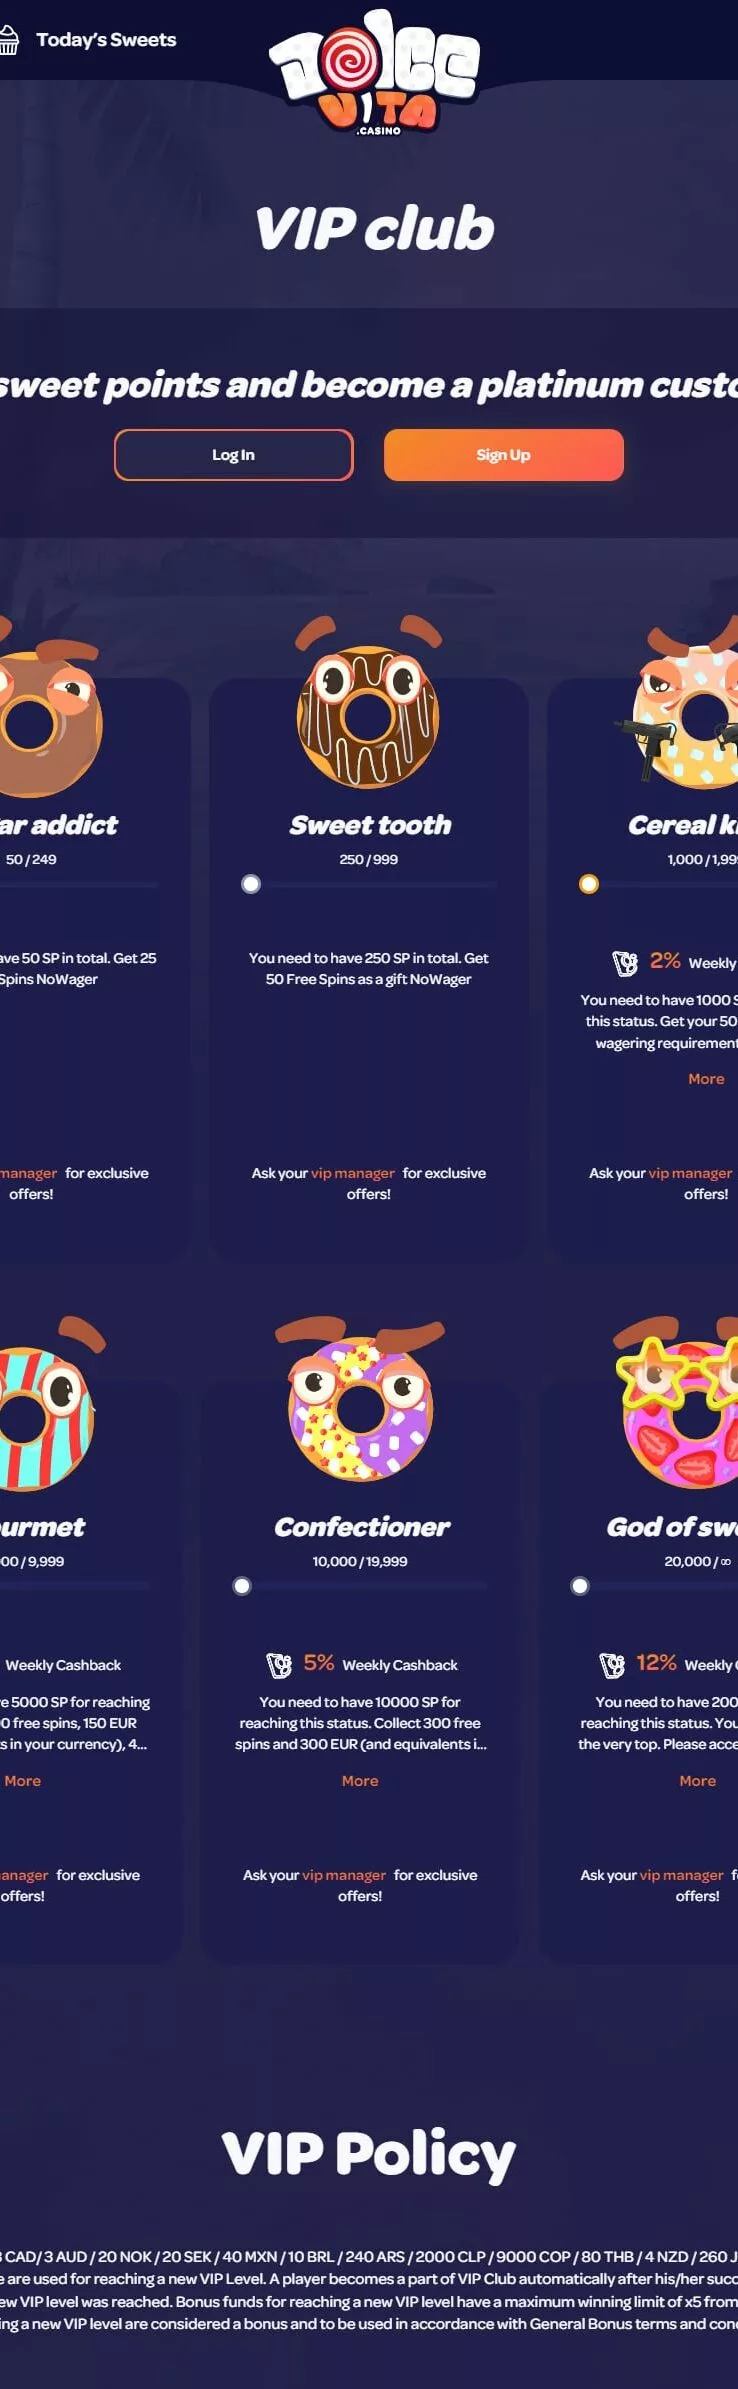 Today's Sweets
DOLCE
VITA
.CASINO
VIP club
sweet points and become a platinum custo
Log In
Sign Up
ar addict
50 / 249
ave 50 SP in total. Get 25
Spins NoWager
manager for exclusive
offers!
Sweet tooth
250 / 999
You need to have 250 SP in total. Get
50 Free Spins as a gift NoWager
Ask your vip manager for exclusive
offers!
Cereal k
1,000 / 1,999
2% Weekly
You need to have 1000 S
this status. Get your 50
wagering requirement
More
Ask your vip manager
offers!
urmet
00 / 9,999
Weekly Cashback
e 5000 SP for reaching
0 free spins, 150 EUR
s in your currency), 4...
More
anager for exclusive
offers!
Confectioner
10,000 / 19,999
5% Weekly Cashback
You need to have 10000 SP for
reaching this status. Collect 300 free
spins and 300 EUR (and equivalents i...
More
Ask your vip manager for exclusive
offers!
God of swe
20,000 / ∞
12% Weekly
You need to have 200
reaching this status. You
the very top. Please acce
More
Ask your vip manager f
offers!
VIP Policy
CAD/ 3 AUD / 20 NOK / 20 SEK / 40 MXN / 10 BRL / 240 ARS / 2000 CLP / 9000 COP / 80 THB / 4 NZD / 260 J
e are used for reaching a new VIP Level. A player becomes a part of VIP Club automatically after his/her succ
ew VIP level was reached. Bonus funds for reaching a new VIP level have a maximum winning limit of x5 from
ing a new VIP level are considered a bonus and to be used in accordance with General Bonus terms and con